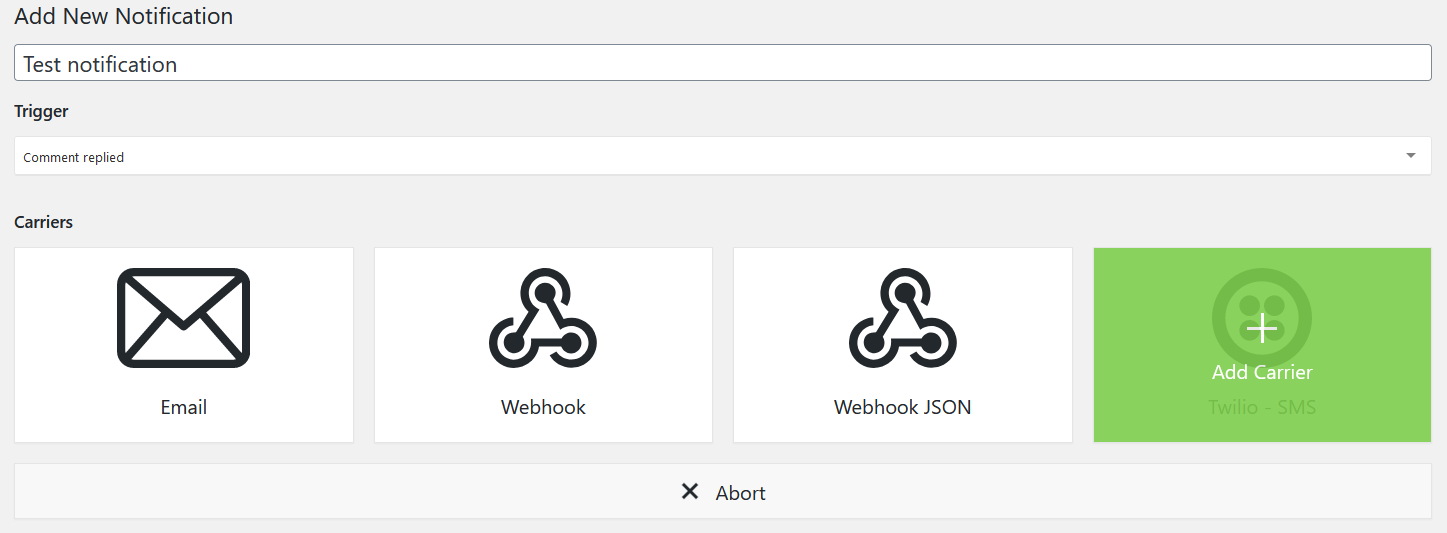 Add New Notification
Test notification
Trigger
Comment replied
Carriers
Email
Webhook
Webhook JSON
Add Carrier
Twilio - SMS
Abort